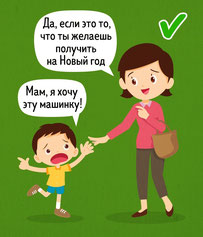 Да, если это то,
что ты желаешь
получить
на Новый год
Мам, я хочу
эту машинку!